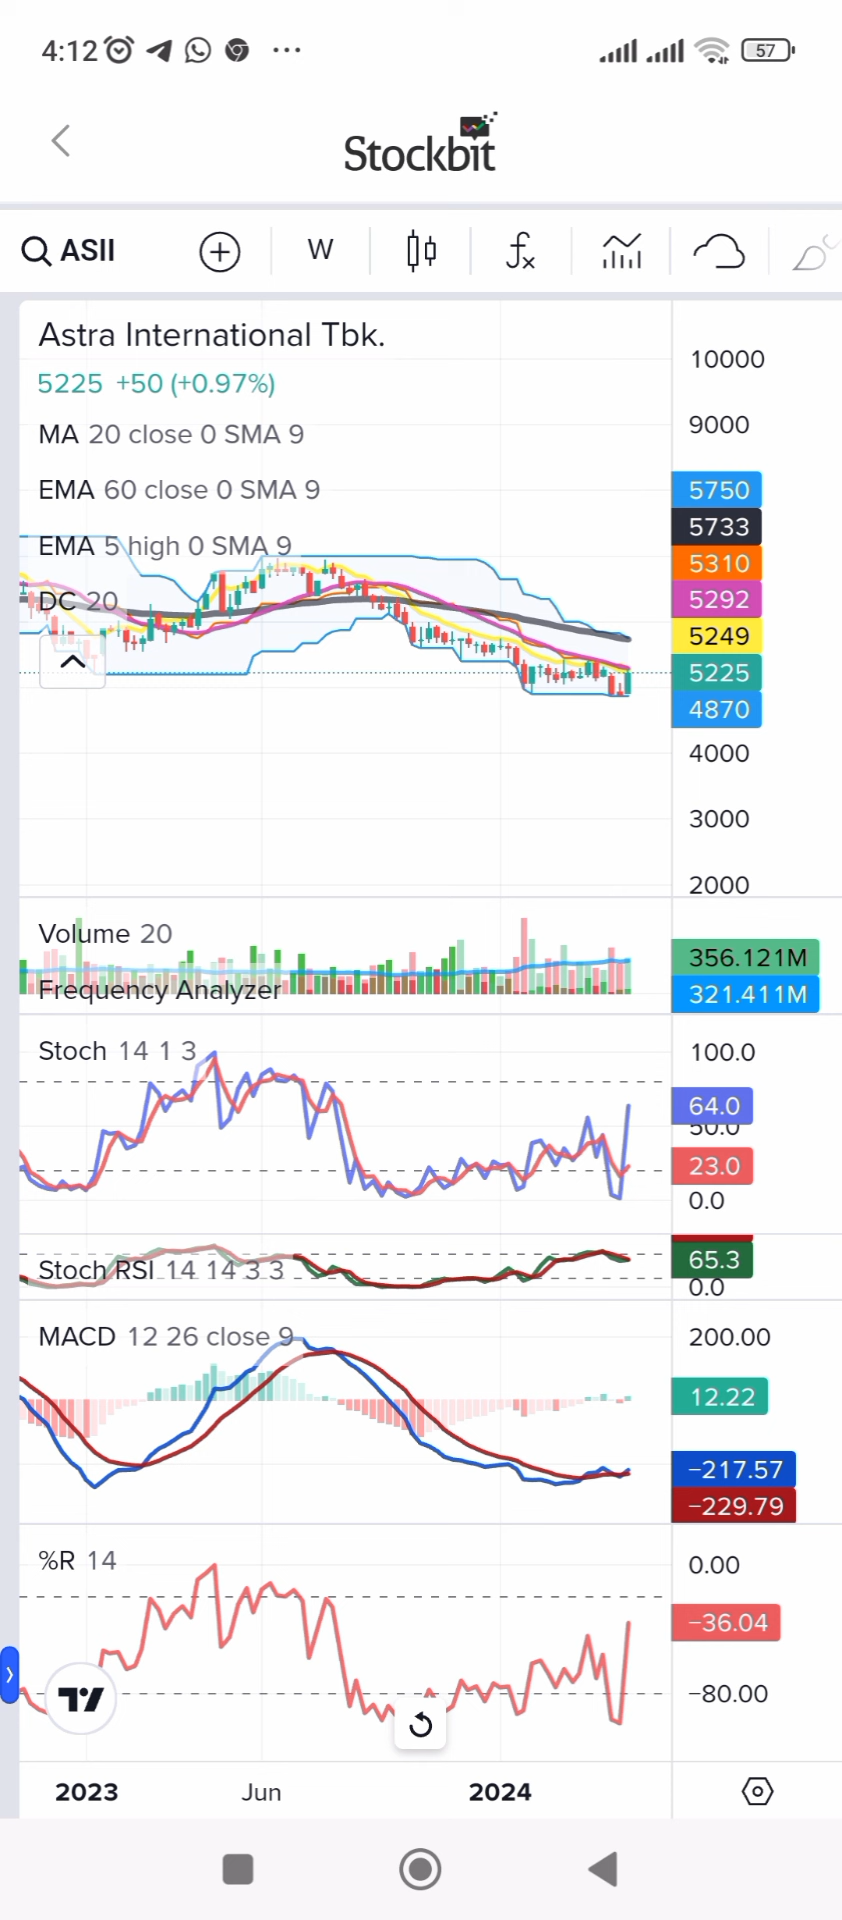 4:12 ... 57
Stockbit
ASII W fx
Astra International Tbk.
5225 +50 (+0.97%)
MA 20 close 0 SMA 9
EMA 60 close 0 SMA 9
EMA 5 high 0 SMA 9
DC 20
10000
9000
5750
5733
5310
5292
5249
5225
4870
4000
3000
2000
Volume 20
Frequency Analyzer
356.121M
321.411M
Stoch 14 1 3
100.0
64.0
50.0
23.0
0.0
Stoch RSI 14 14 3 3
65.3
0.0
MACD 12 26 close 9
200.00
12.22
−217.57
−229.79
%R 14
0.00
−36.04
−80.00
2023 Jun 2024